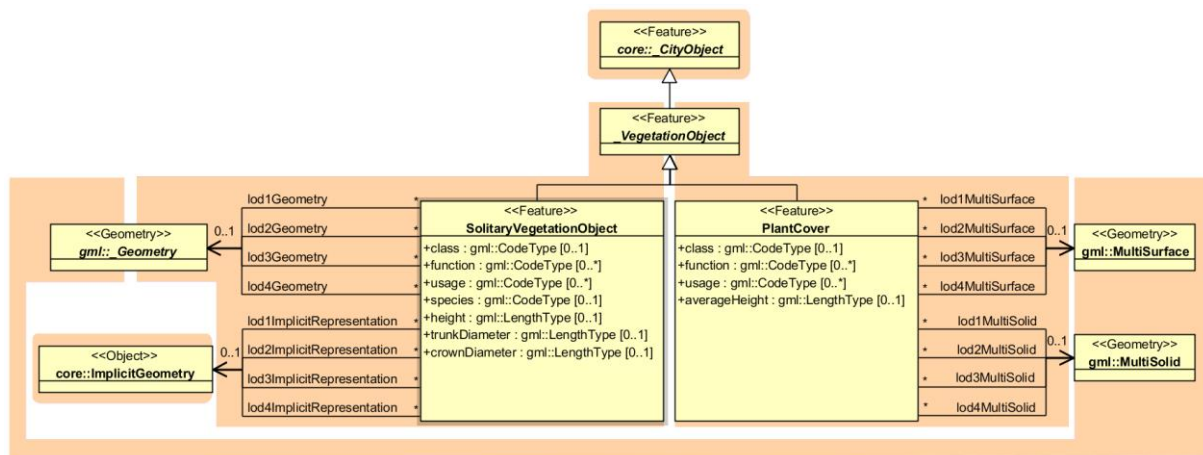 <<Feature>>
core::_CityObject
<<Feature>>
_VegetationObject
lod1Geometry *
lod2Geometry *
lod3Geometry *
lod4Geometry *
0..1
<<Geometry>>
gml::_Geometry
lod1ImplicitRepresentation *
lod2ImplicitRepresentation *
lod3ImplicitRepresentation *
lod4ImplicitRepresentation *
0..1
<<Object>>
core::ImplicitGeometry
<<Feature>>
SolitaryVegetationObject
+class : gml::CodeType [0..1]
+function : gml::CodeType [0..*]
+usage : gml::CodeType [0..*]
+species : gml::CodeType [0..1]
+height : gml::LengthType [0..1]
+trunkDiameter : gml::LengthType [0..1]
+crownDiameter : gml::LengthType [0..1]
<<Feature>>
PlantCover
+class : gml::CodeType [0..1]
+function : gml::CodeType [0..*]
+usage : gml::CodeType [0..*]
+averageHeight : gml::LengthType [0..1]
* lod1MultiSurface
* lod2MultiSurface
* lod3MultiSurface
* lod4MultiSurface
0..1
<<Geometry>>
gml::MultiSurface
* lod1MultiSolid
* lod2MultiSolid
* lod3MultiSolid
* lod4MultiSolid
0..1
<<Geometry>>
gml::MultiSolid